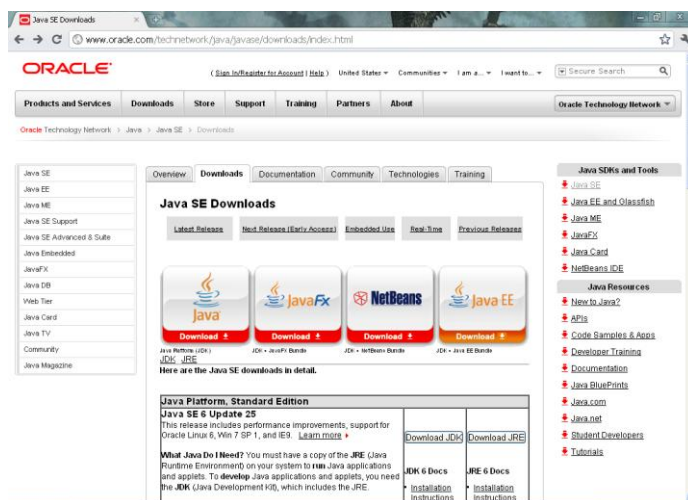 Java SE Downloads
www.oracle.com/technetwork/java/javase/downloads/index.html
ORACLE
(Sign In/Register for Account | Help) United States Communities I am a... I want to... Secure Search
Products and Services Downloads Store Support Training Partners About Oracle Technology Network
Oracle Technology Network > Java > Java SE > Downloads
Java SE
Java EE
Java ME
Java SE Support
Java SE Advanced & Suite
Java Embedded
JavaFX
Java DB
Web Tier
Java Card
Java TV
Community
Java Magazine
Overview Downloads Documentation Community Technologies Training
Java SE Downloads
Latest Release Next Release (Early Access) Embedded Use Real-Time Previous Releases
Java JavaFX NetBeans Java EE
Download Download Download Download
Java Platform (JDK) JDK + JavaFX Bundle JDK + NetBeans Bundle JDK + Java EE Bundle
JDK JRE
Here are the Java SE downloads in detail.
Java Platform, Standard Edition
Java SE 6 Update 25
This release includes performance improvements, support for
Oracle Linux 6, Win 7 SP 1, and IE9. Learn more
What Java Do I Need? You must have a copy of the JRE (Java
Runtime Environment) on your system to run Java applications
and applets. To develop Java applications and applets, you need
the JDK (Java Development Kit), which includes the JRE.
Download JDK Download JRE
JDK 6 Docs JRE 6 Docs
Installation Installation
Instructions Instructions
Java SDKs and Tools
Java SE
Java EE and Glassfish
Java ME
JavaFX
Java Card
NetBeans IDE
Java Resources
New to Java?
APIs
Code Samples & Apps
Developer Training
Documentation
Java BluePrints
Java.com
Java.net
Student Developers
Tutorials